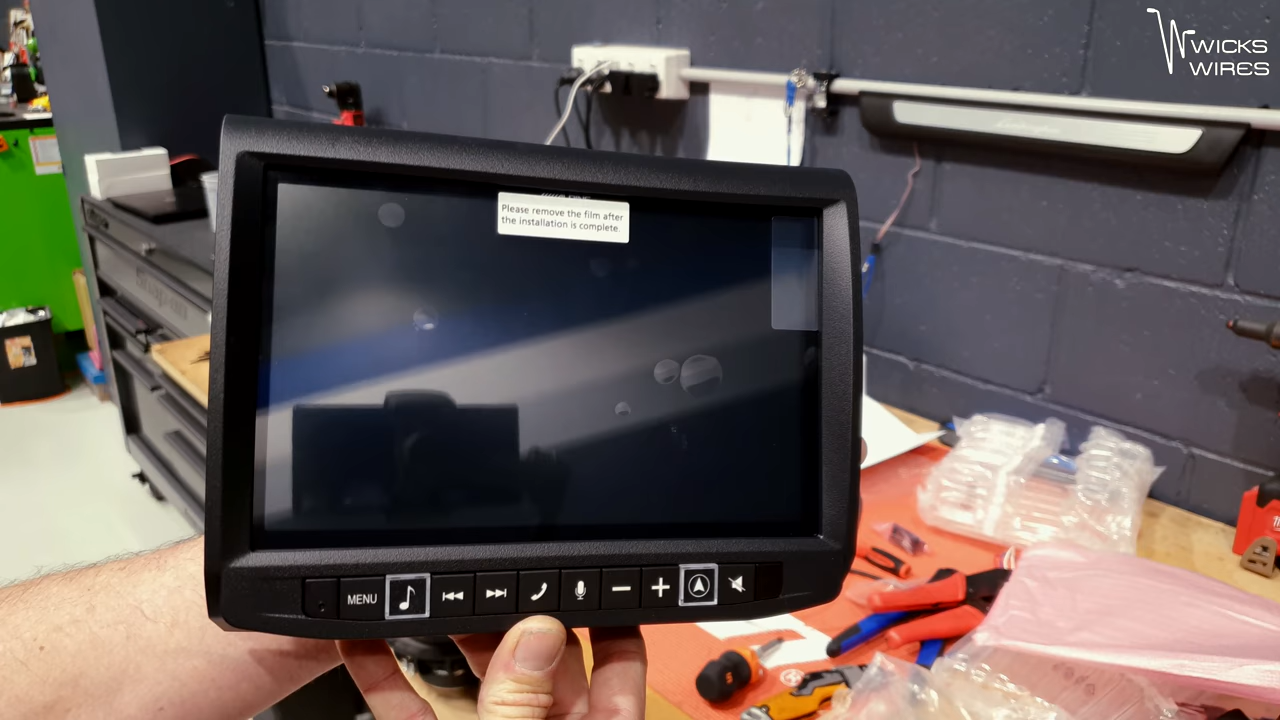 WICKS
WIRES
Please remove the film after
the installation is complete.
MENU